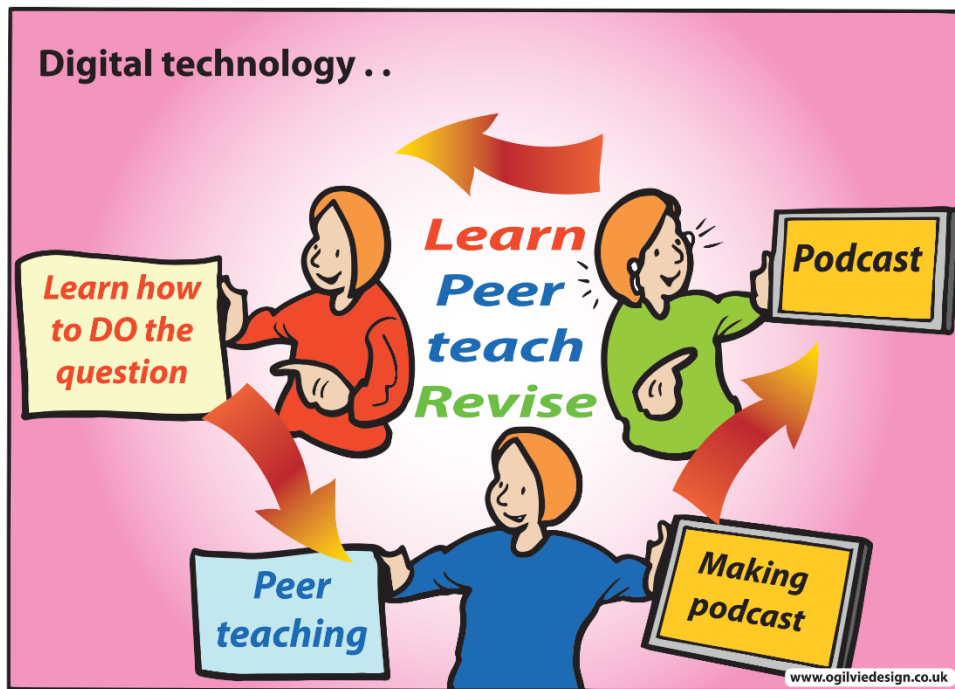 Digital technology . .
Learn
Peer
teach
Revise
Learn how
to DO the
question
Podcast
Peer
teaching
Making
podcast
www.ogilviedesign.co.uk